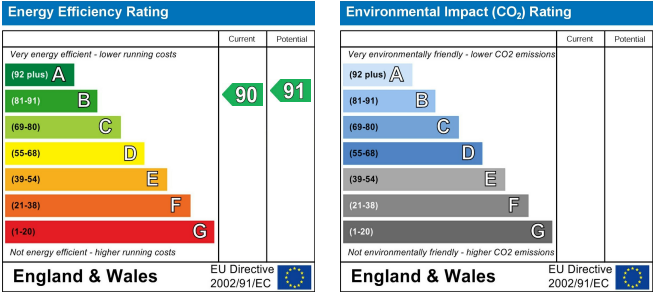 Energy Efficiency Rating
Current Potential
Very energy efficient - lower running costs
(92 plus) A
(81-91) B
90 91
(69-80) C
(55-68) D
(39-54) E
(21-38) F
(1-20) G
Not energy efficient - higher running costs
England & Wales
EU Directive
2002/91/EC
Environmental Impact (CO2) Rating
Current Potential
Very environmentally friendly - lower CO2 emissions
(92 plus) A
(81-91) B
(69-80) C
(55-68) D
(39-54) E
(21-38) F
(1-20) G
Not environmentally friendly - higher CO2 emissions
England & Wales
EU Directive
2002/91/EC